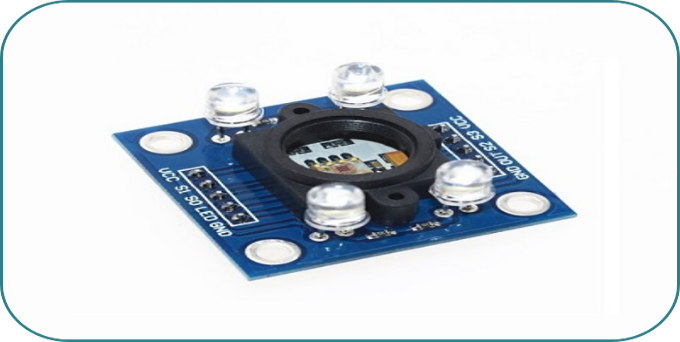 VCC S1 S0 LED GND
GND OUT S2 S3 VCC